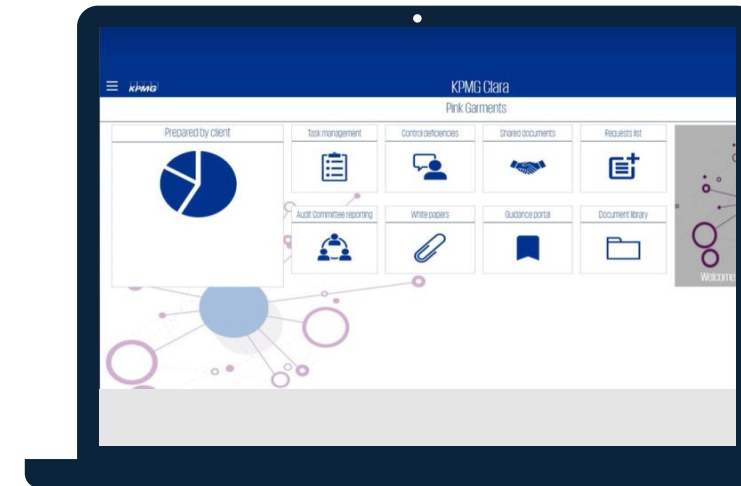 KPMG
KPMG Clara
Pink Garments
Prepared by client
Task management
Control deficiencies
Shared documents
Requests list
Audit Committee reporting
White papers
Guidance portal
Document library
Welcome